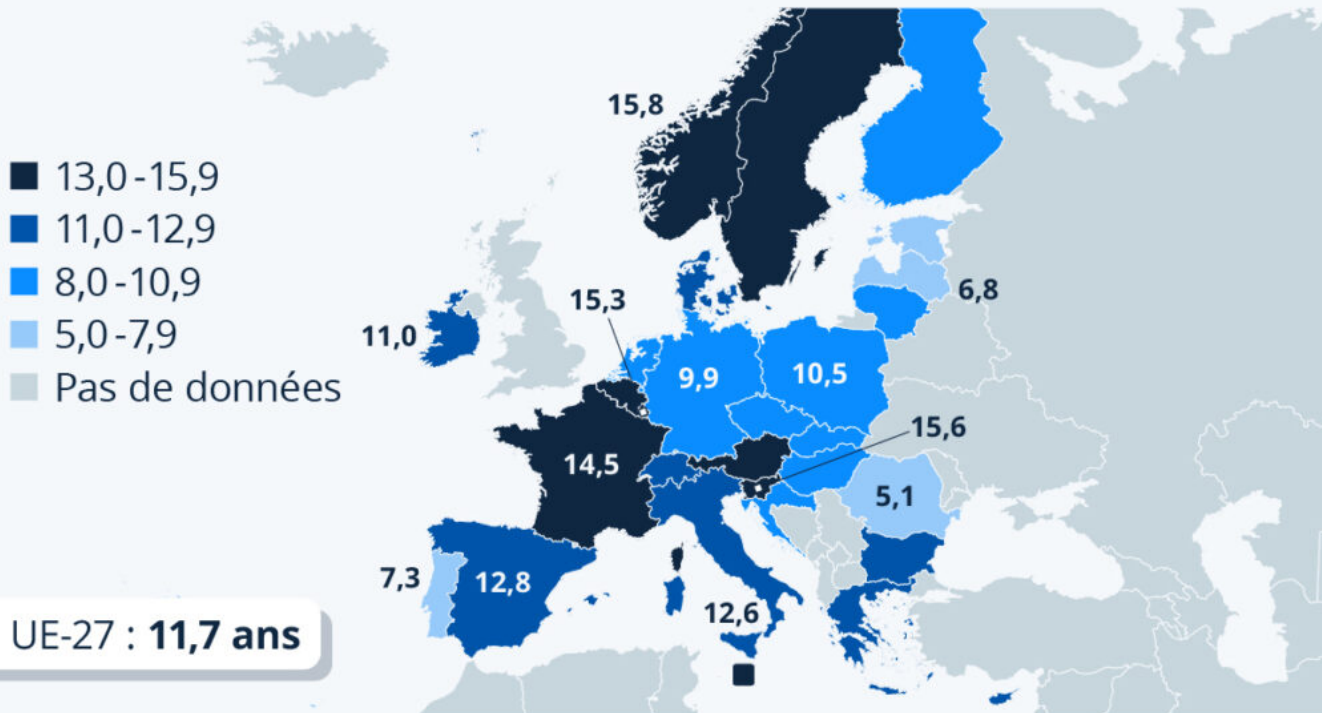 15,8
13,0 - 15,9
11,0 - 12,9
8,0 - 10,9
5,0 - 7,9
Pas de données
15,3
6,8
11,0
9,9
10,5
15,6
14,5
5,1
7,3
12,8
12,6
UE-27 : 11,7 ans